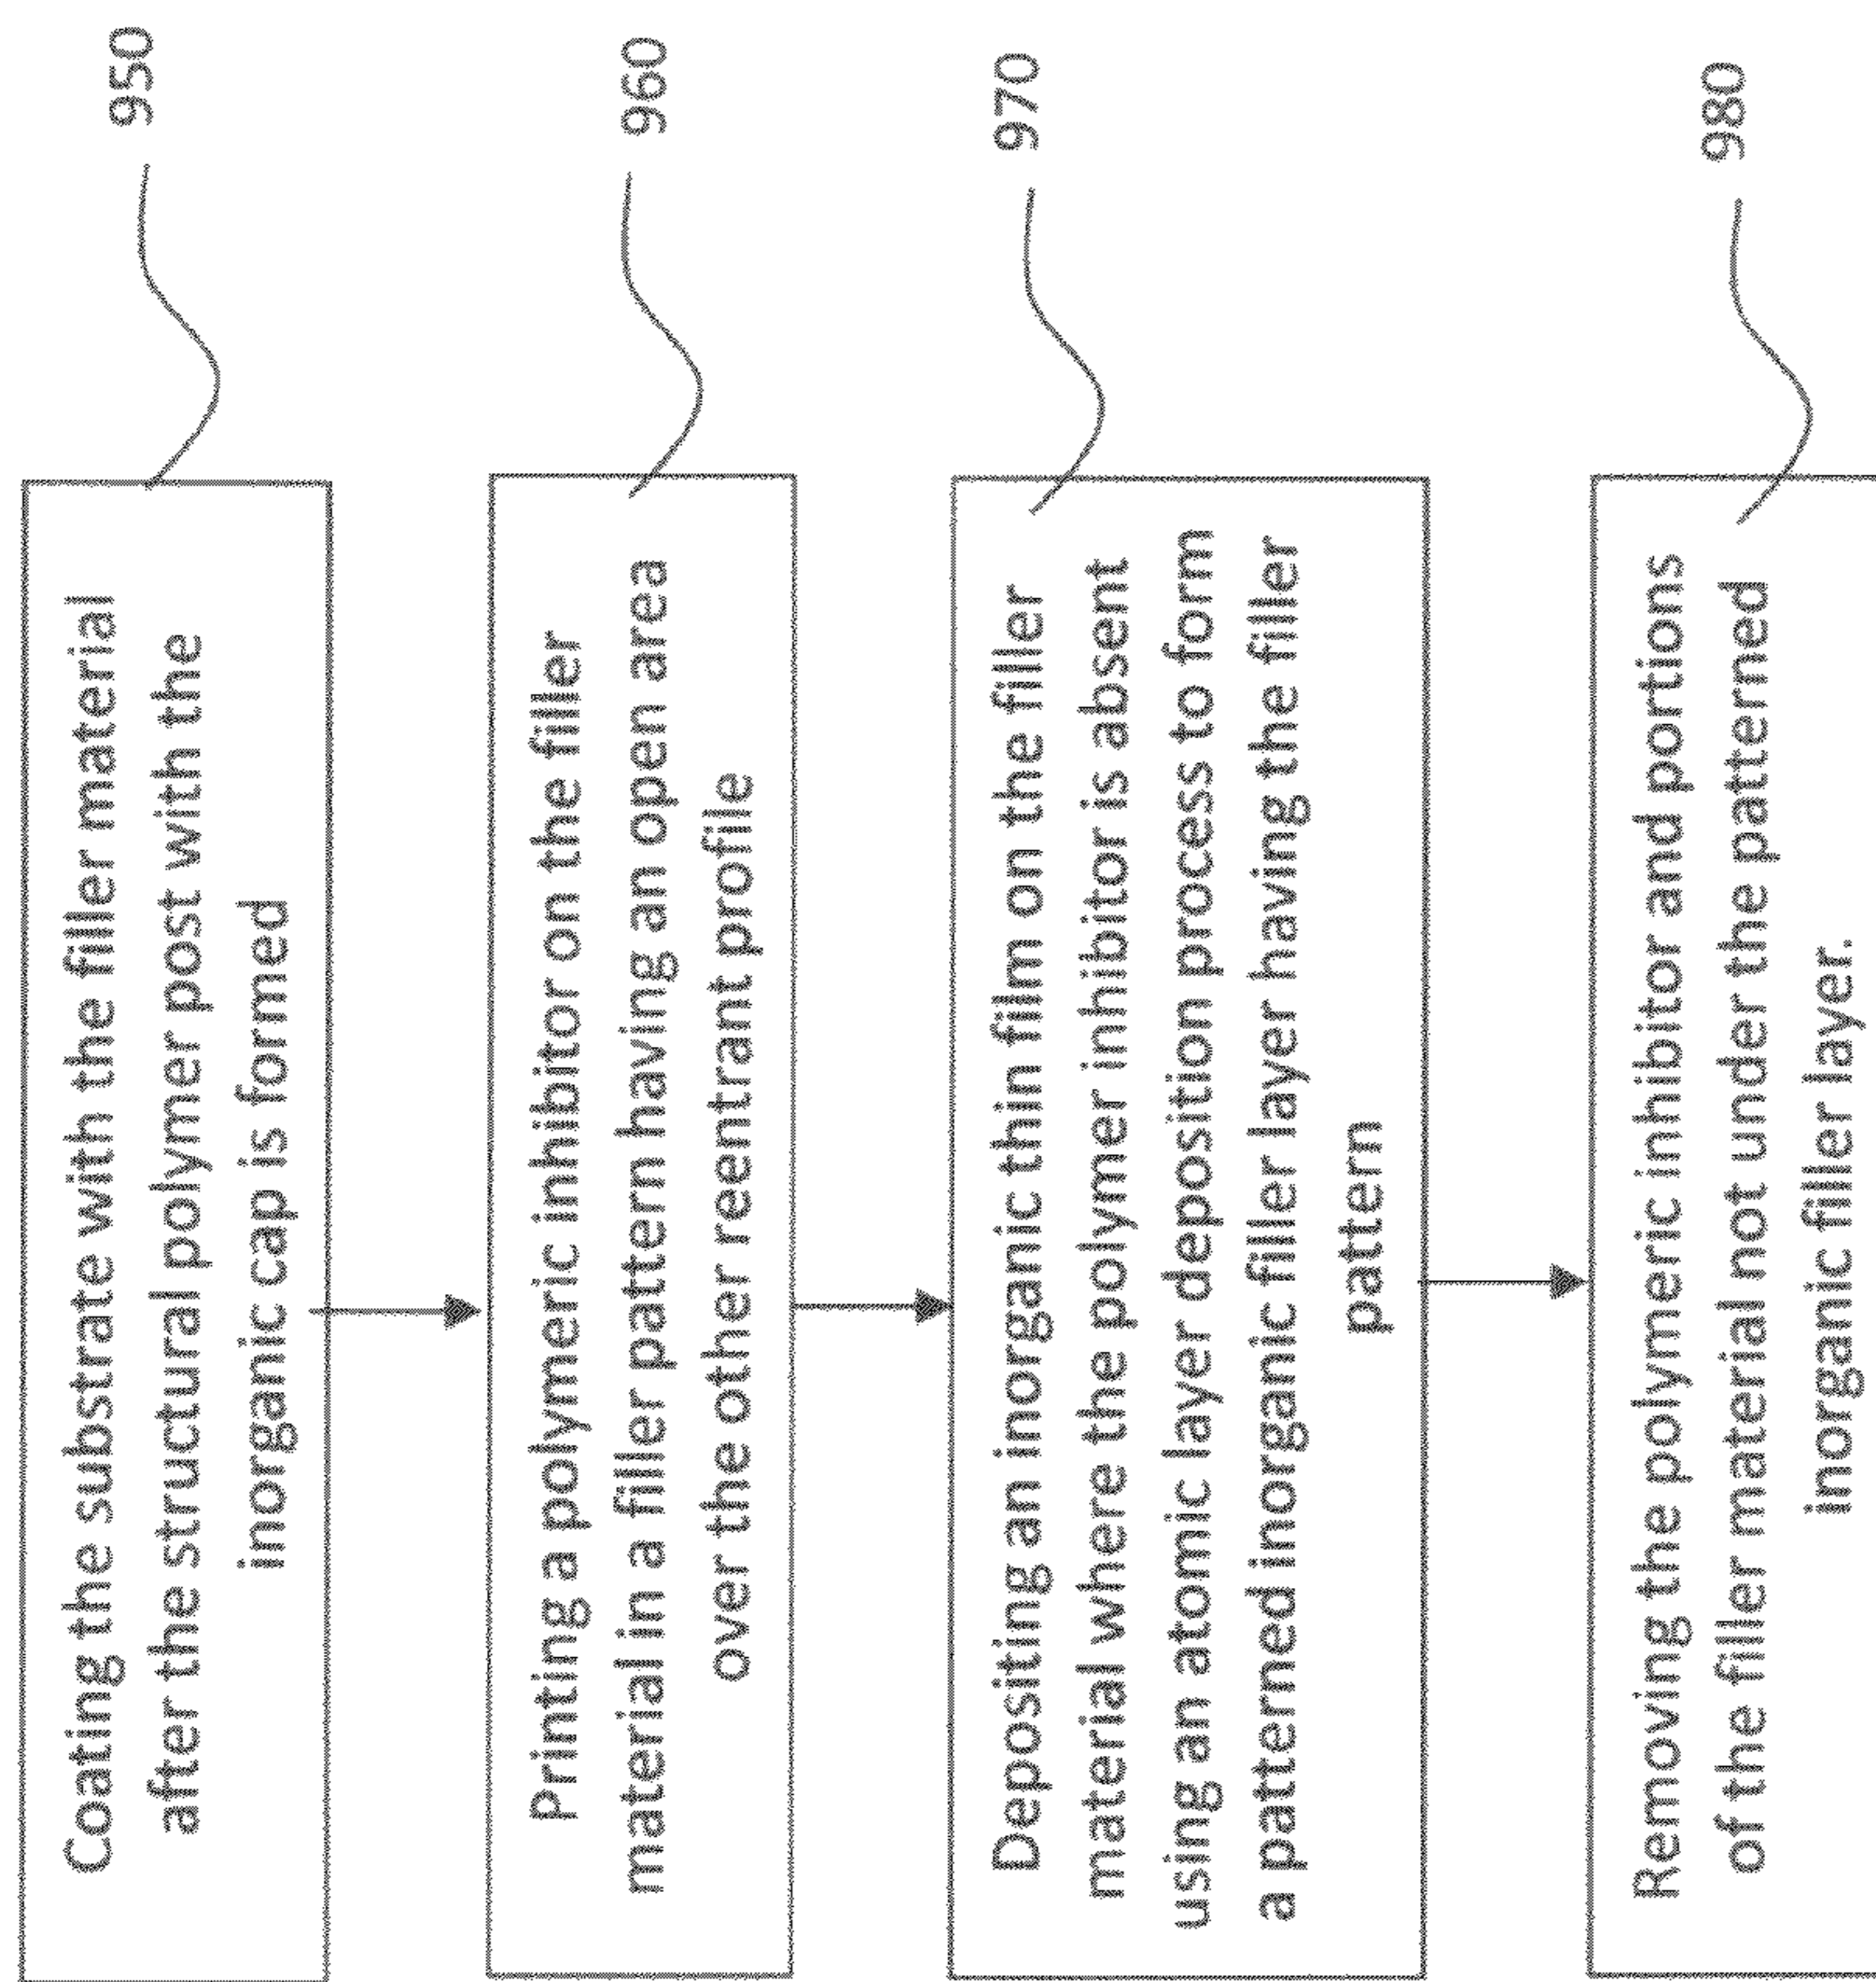 Coating the substrate with the filler material
after the structural polymer post with the
inorganic cap is formed
950
Printing a polymeric inhibitor on the filler
material in a filler pattern having an open area
over the other reentrant profile
960
Depositing an inorganic thin film on the filler
material where the polymer inhibitor is absent
using an atomic layer deposition process to form
a patterned inorganic filler layer having the filler
pattern
970
Removing the polymeric inhibitor and portions
of the filler material not under the patterned
inorganic filler layer.
980